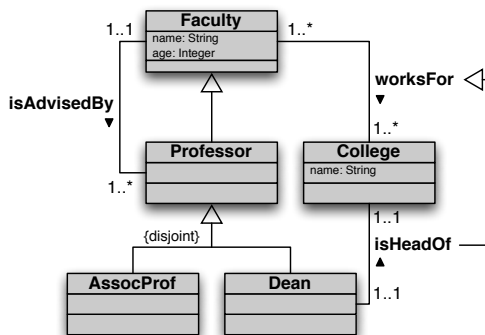 Faculty
name: String
age: Integer
1..1
1..*
isAdvisedBy
worksFor
1..*
1..*
Professor
College
name: String
{disjoint}
1..1
isHeadOf
AssocProf
Dean
1..1